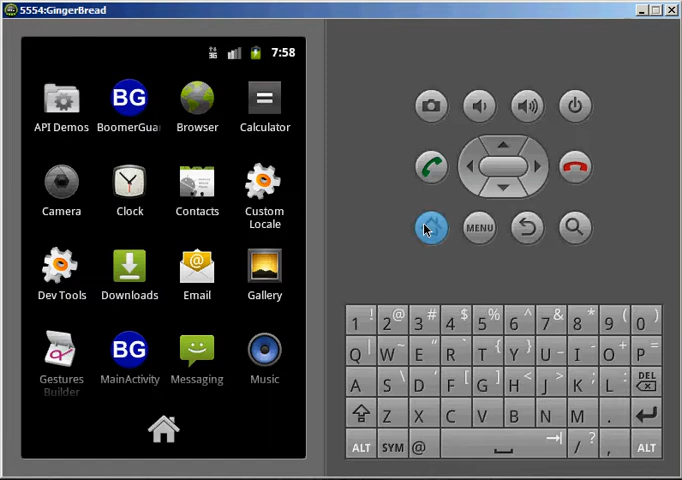 5554:GingerBread
7:58
BG
API Demos BoomerGua Browser Calculator
Camera Clock Contacts Custom
Locale
Dev Tools Downloads Email Gallery
BG
Gestures MainActivity Messaging Music
Builder
MENU
1 ! 2 @ 3 # 4 $ 5 % 6 ^ 7 & 8 * 9 ( 0 )
Q | W ~ E " R ` T { Y } U _ I - O + P =
A S \ D ' F [ G ] H < J > K ; L : DEL
Z X C V B N M .
ALT SYM @ / ? , ALT